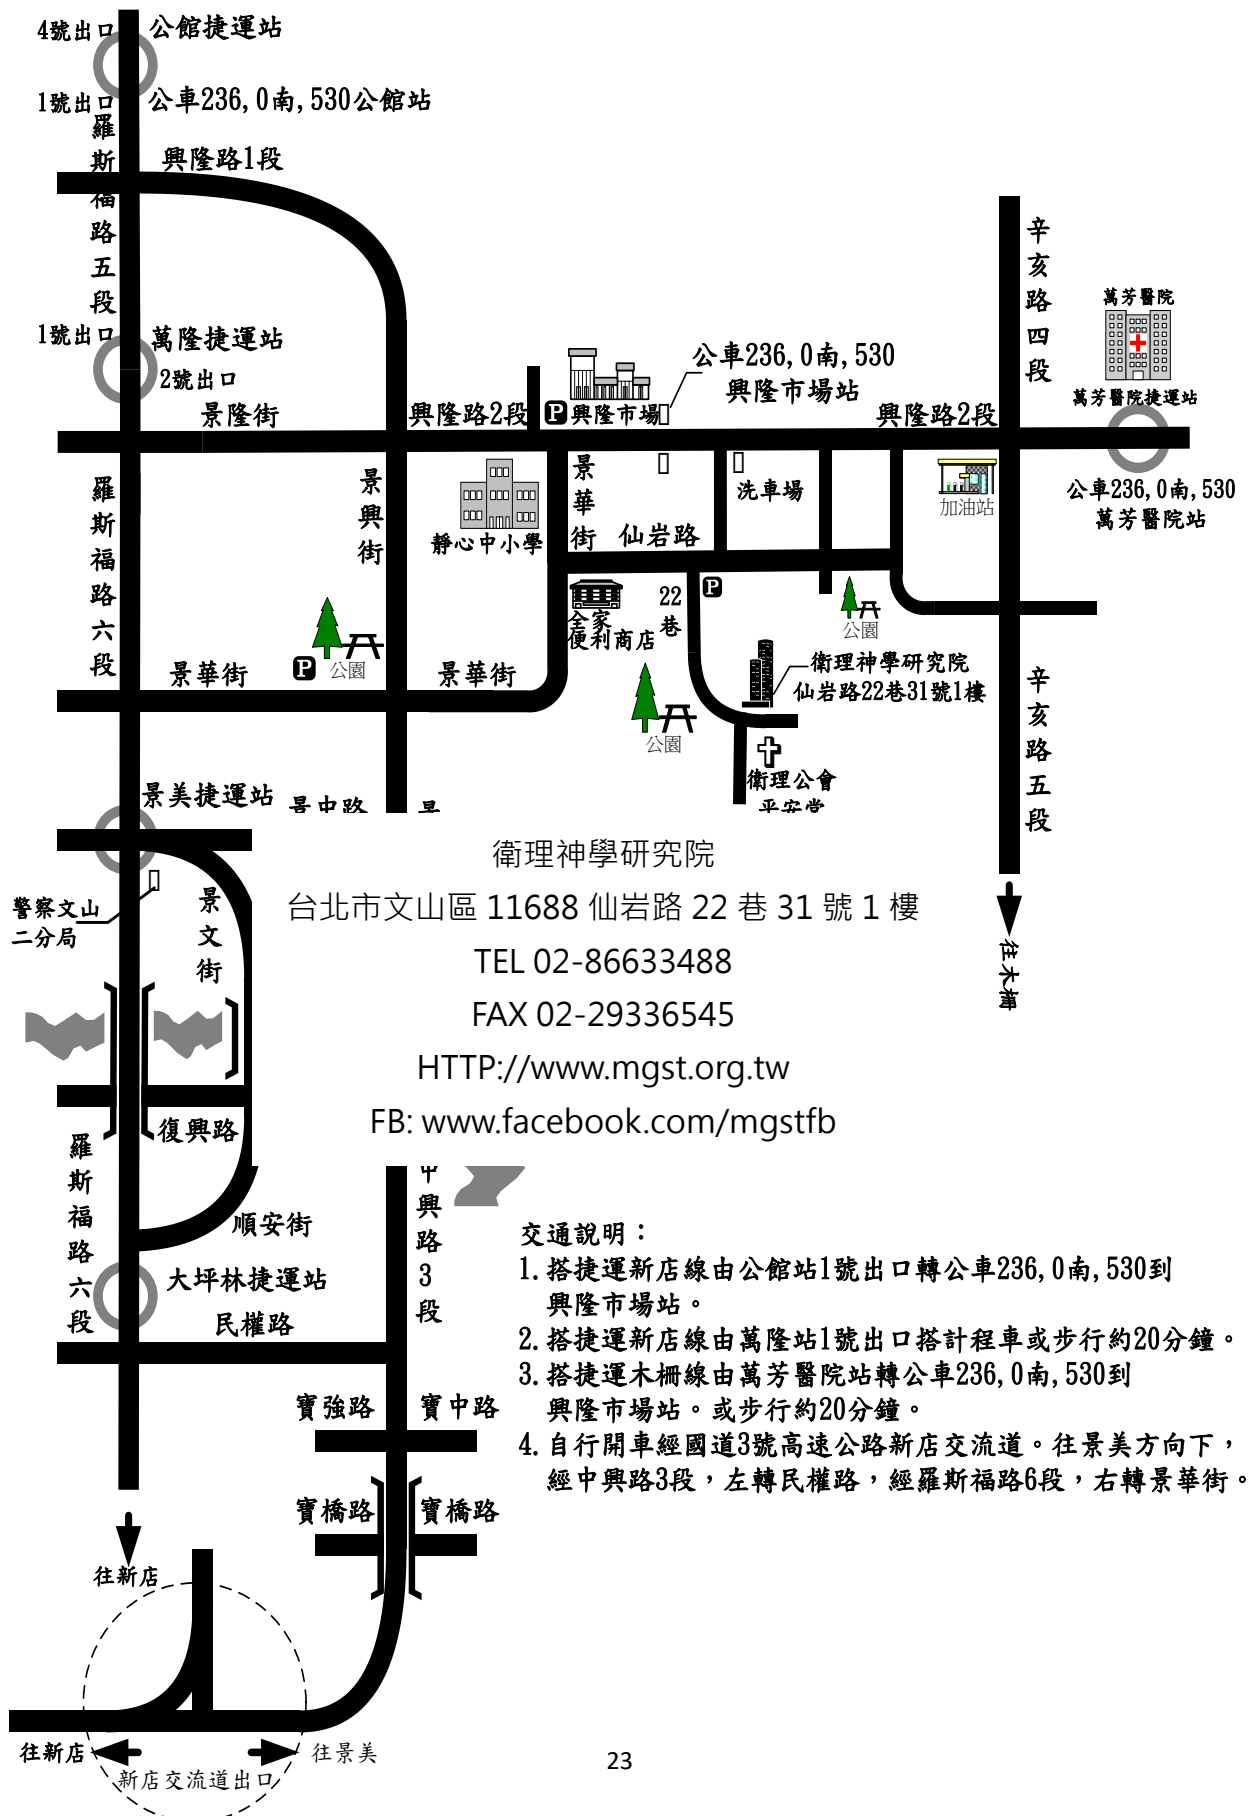 4號出口
公館捷運站
1號出口
公車236,0南,530公館站
羅斯福路五段
興隆路1段
辛亥路四段
萬芳醫院
1號出口
萬隆捷運站
2號出口
公車236,0南,530
興隆市場站
萬芳醫院捷運站
景隆街
興隆路2段
P
興隆市場
興隆路2段
羅斯福路六段
景興街
景華街
洗車場
加油站
公車236,0南,530
萬芳醫院站
靜心中小學
仙岩路
全家
便利商店
22巷
P
公園
景華街
P
公園
景華街
衛理神學研究院
仙岩路22巷31號1樓
公園
辛亥路五段
衛理公會
平安堂
景美捷運站
景中路
景
警察文山
二分局
景文街
往木柵
衛理神學研究院
台北市文山區 11688 仙岩路 22 巷 31 號 1 樓
TEL 02-86633488
FAX 02-29336545
HTTP://www.mgst.org.tw
FB: www.facebook.com/mgstfb
復興路
羅斯福路六段
順安街
中興路3段
大坪林捷運站
民權路
交通說明：
1.搭捷運新店線由公館站1號出口轉公車236,0南,530到
興隆市場站。
2.搭捷運新店線由萬隆站1號出口搭計程車或步行約20分鐘。
3.搭捷運木柵線由萬芳醫院站轉公車236,0南,530到
興隆市場站。或步行約20分鐘。
4.自行開車經國道3號高速公路新店交流道。往景美方向下，
經中興路3段，左轉民權路，經羅斯福路6段，右轉景華街。
寶強路
寶中路
寶橋路
寶橋路
往新店
往新店
往景美
新店交流道出口
23